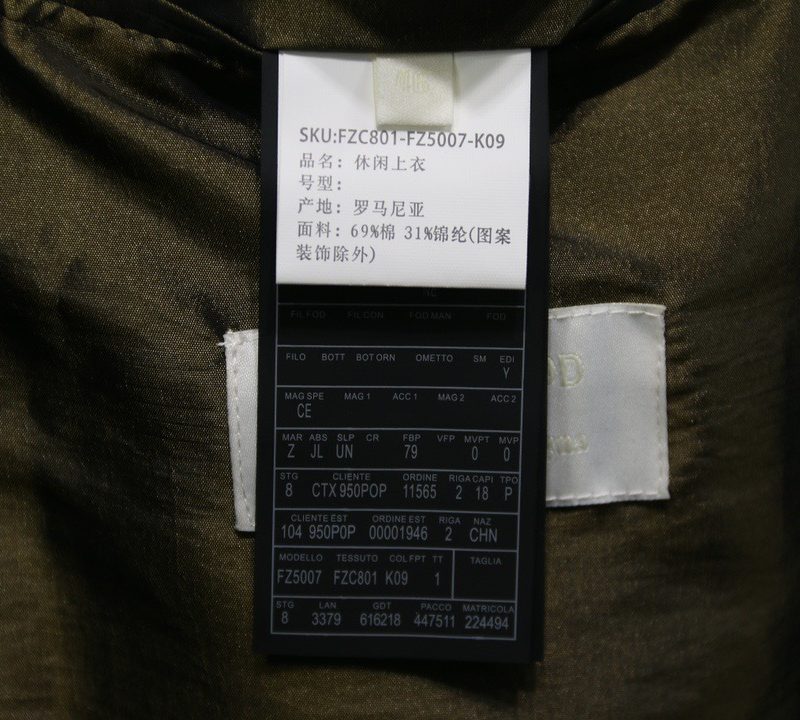 SKU:FZC801-FZ5007-K09
品名：休闲上衣
号型：
产地：罗马尼亚
面料：69%棉 31%锦纶(图案
装饰除外)
NL
FIL FOD FIL CON FOD MAN FOD
FILO BOTT BOT ORN OMETTO SM EDI
Y
MAG SPE MAG 1 ACC 1 MAG 2 ACC 2
CE
MAR ABS SLP CR FBP VFP MVPT MVP
Z JL UN 79 0 0
STG CLIENTE ORDINE RIGA CAPI TPO
8 CTX 950POP 11565 2 18 P
CLIENTE EST ORDINE EST RIGA NAZ
104 950P0P 00001946 2 CHN
MODELLO TESSUTO COL FPT TT TAGLIA
FZ5007 FZC801 K09 1
STG LAN GDT PACCO MATRICOLA
8 3379 616218 447511 224494